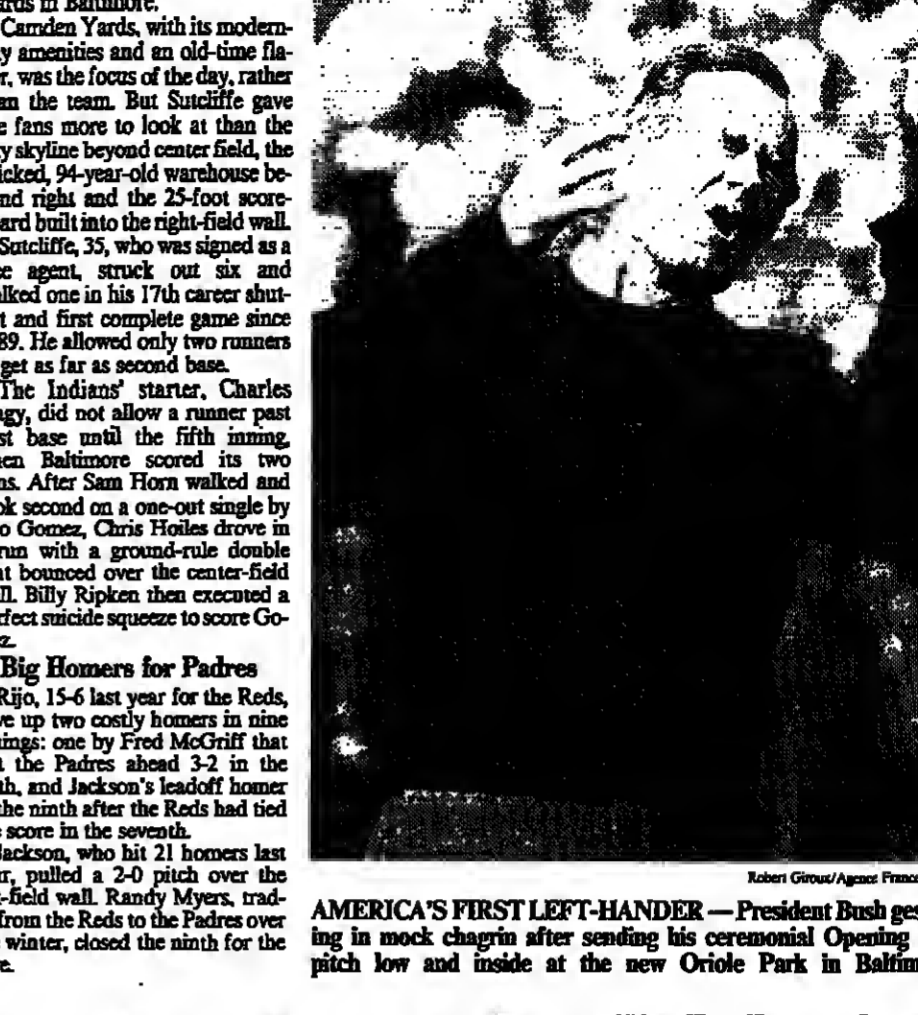 ards in Baltimore.
Camden Yards, with its modern-
y amenities and an old-time fla-
r, was the focus of the day, rather
an the team. But Sutcliffe gave
e fans more to look at than the
y skyline beyond center field, the
icked, 94-year-old warehouse be-
nd right and the 25-foot score-
ard built into the right-field wall.
Sutcliffe, 35, who was signed as a
ee agent, struck out six and
lked one in his 17th career shut-
t and first complete game since
89. He allowed only two runners
get as far as second base.
The Indians' starter, Charles
agy, did not allow a runner past
st base until the fifth inning,
en Baltimore scored its two
ns. After Sam Horn walked and
ok second on a one-out single by
o Gomez, Chris Hoiles drove in
run with a ground-rule double
at bounced over the center-field
ll. Billy Ripken then executed a
rfect suicide squeeze to score Go-
z.
Big Homers for Padres
Rijo, 15-6 last year for the Reds,
ve up two costly homers in nine
nings: one by Fred McGriff that
t the Padres ahead 3-2 in the
th, and Jackson's leadoff homer
the ninth after the Reds had tied
e score in the seventh.
Jackson, who hit 21 homers last
r, pulled a 2-0 pitch over the
-field wall. Randy Myers, trad-
from the Reds to the Padres over
winter, closed the ninth for the
e.
Robert Giroux/Agence France
AMERICA'S FIRST LEFT-HANDER — President Bush ges
ing in mock chagrin after sending his ceremonial Opening
pitch low and inside at the new Oriole Park in Baltim